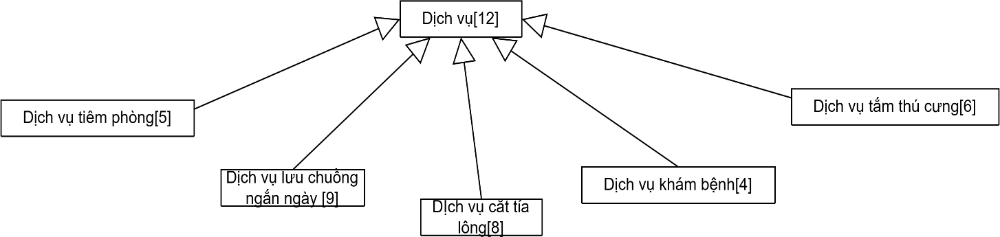 Dịch vụ[12]
Dịch vụ tiêm phòng[5]
Dịch vụ tắm thú cưng[6]
Dịch vụ lưu chuồng
ngắn ngày [9]
Dịch vụ khám bệnh[4]
Dịch vụ cắt tỉa
lông[8]